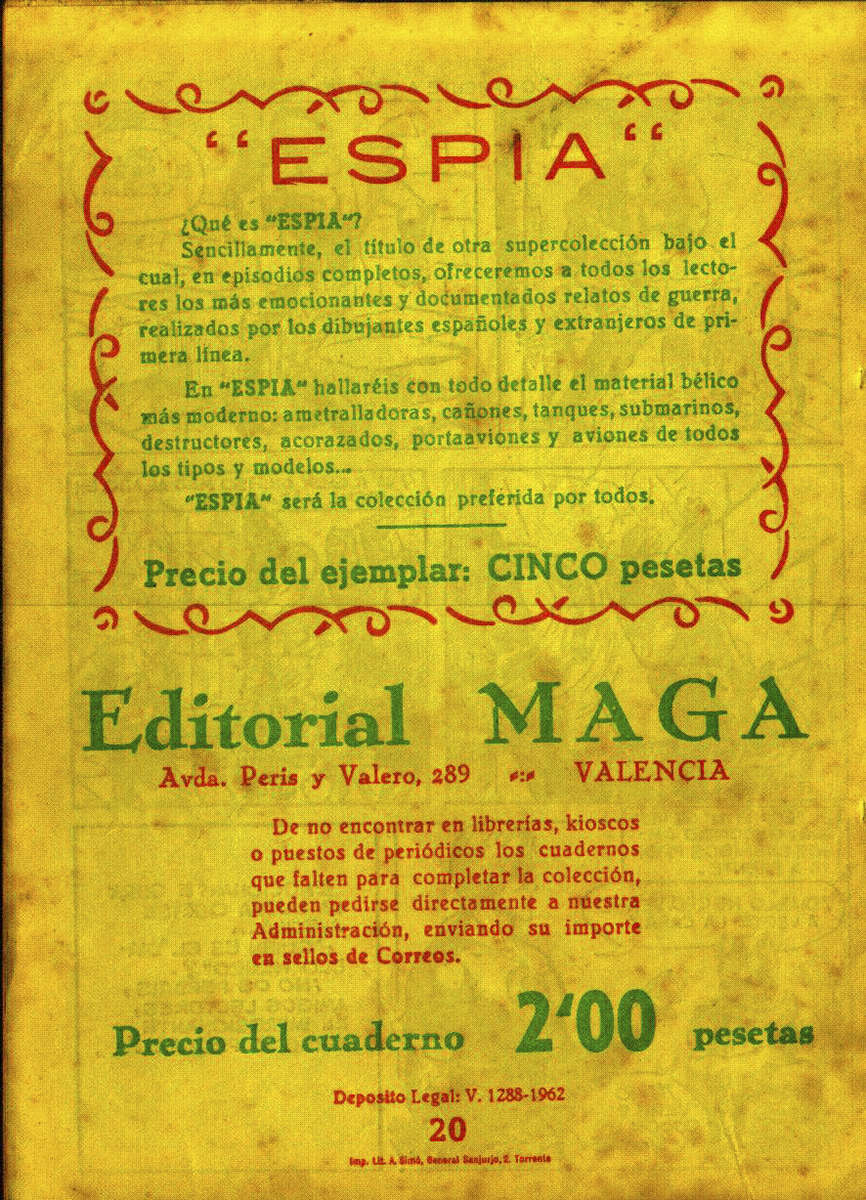 “ESPIA“
¿Qué es “ESPIA“?
Sencillamente, el título de otra supercolección bajo el
cual, en episodios completos, ofreceremos a todos los lecto-
res los más emocionantes y documentados relatos de guerra,
realizados por los dibujantes españoles y extranjeros de pri-
mera línea.
En “ESPIA“ hallaréis con todo detalle el material bélico
más moderno: ametralladoras, cañones, tanques, submarinos,
destructores, acorazados, portaaviones y aviones de todos
los tipos y modelos...
“ESPIA“ será la colección preferida por todos.
Precio del ejemplar: CINCO pesetas
Editorial MAGA
Avda. Peris y Valero, 289 -:- VALENCIA
De no encontrar en librerías, kioscos
o puestos de periódicos los cuadernos
que falten para completar la colección,
pueden pedirse directamente a nuestra
Administración, enviando su importe
en sellos de Correos.
Precio del cuaderno 2‘00 pesetas
Deposito Legal: V. 1288-1962
20
Imp. Lit. A. Simó, General Sanjurjo, 2. Torrente